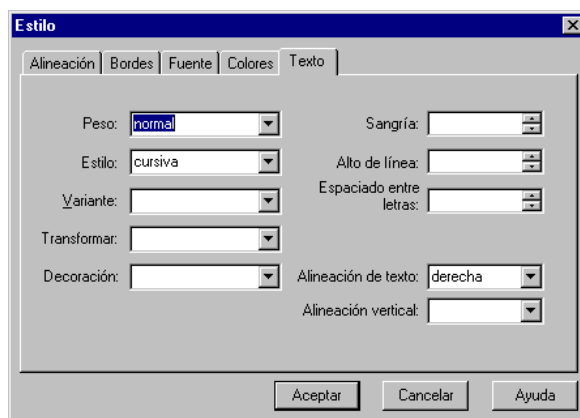 Estilo
Alineación Bordes Fuente Colores Texto
Peso: normal
Sangría:
Estilo: cursiva
Alto de línea:
Variante:
Espaciado entre
letras:
Transformar:
Decoración:
Alineación de texto: derecha
Alineación vertical:
Aceptar Cancelar Ayuda